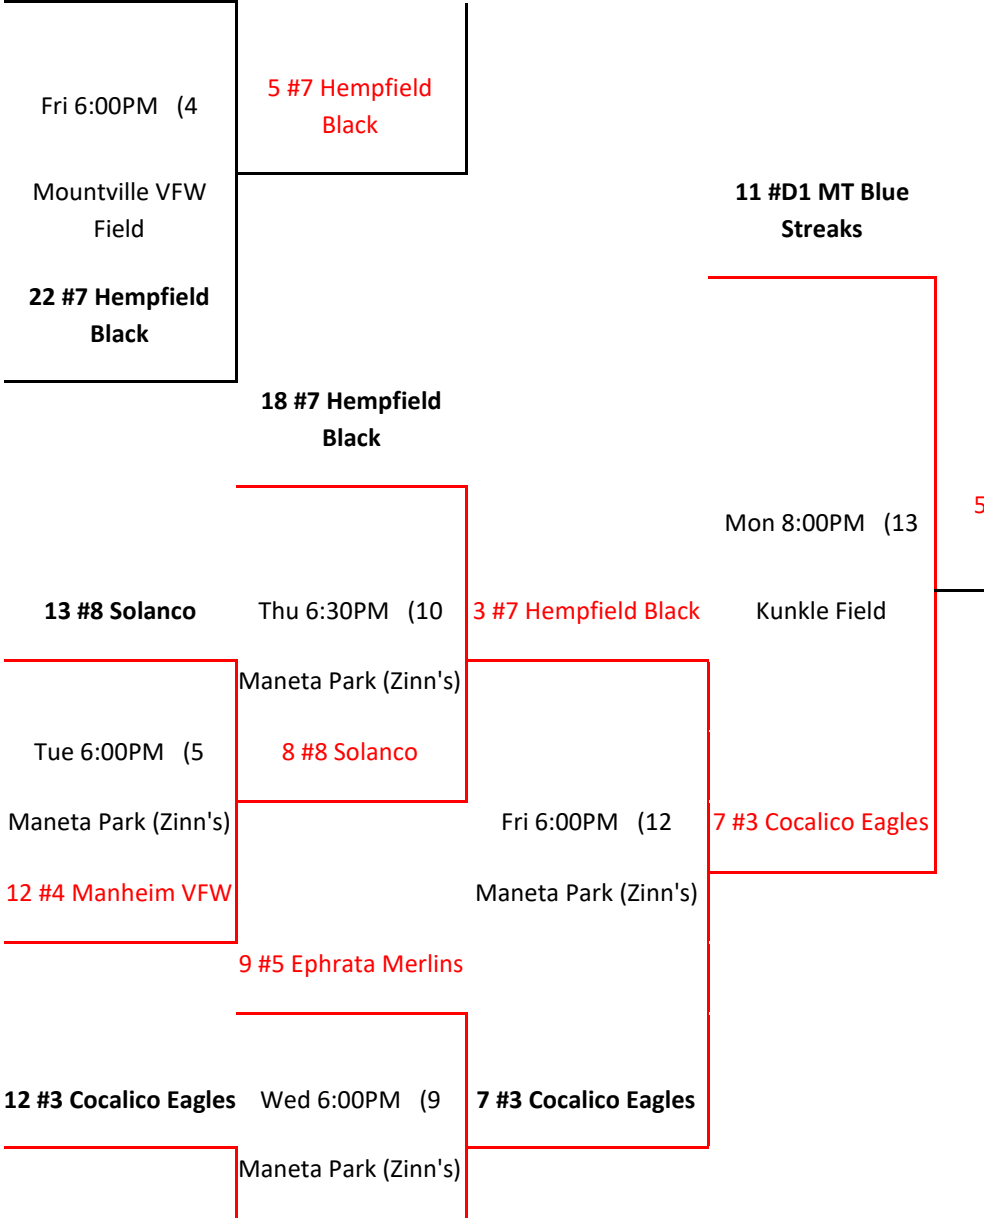 5 #7 Hempfield
Black
Fri 6:00PM (4
Mountville VFW
Field
11 #D1 MT Blue
Streaks
22 #7 Hempfield
Black
18 #7 Hempfield
Black
5
Mon 8:00PM (13
13 #8 Solanco
Thu 6:30PM (10
3 #7 Hempfield Black
Kunkle Field
Maneta Park (Zinn's)
Tue 6:00PM (5
8 #8 Solanco
Maneta Park (Zinn's)
Fri 6:00PM (12
7 #3 Cocalico Eagles
12 #4 Manheim VFW
Maneta Park (Zinn's)
9 #5 Ephrata Merlins
12 #3 Cocalico Eagles
Wed 6:00PM (9
7 #3 Cocalico Eagles
Maneta Park (Zinn's)